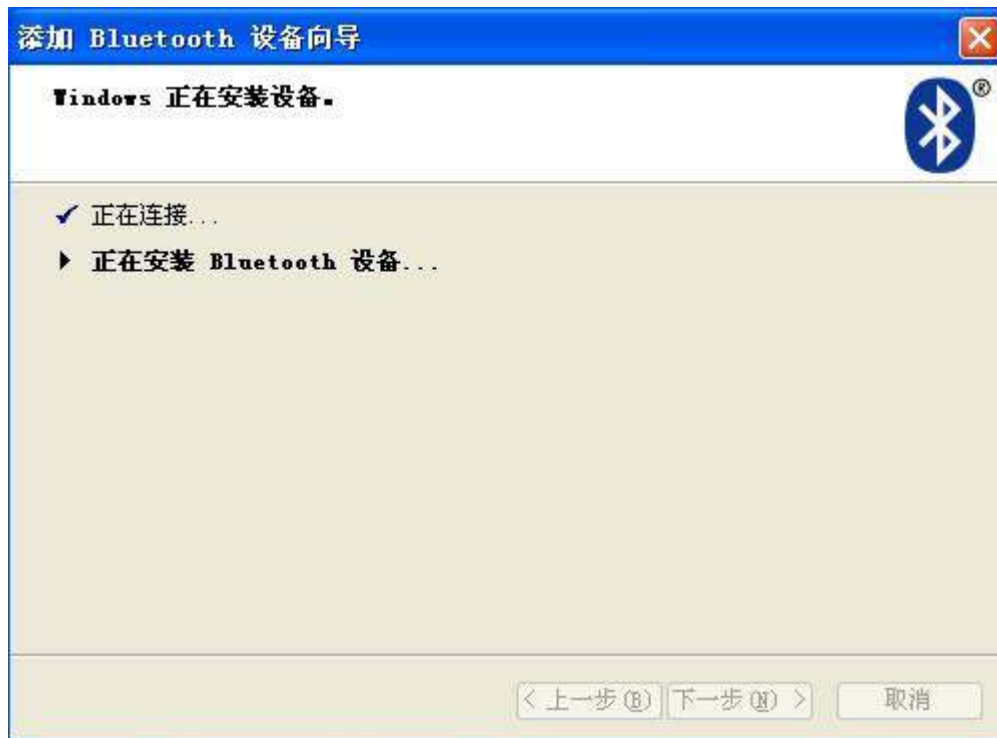 添加 Bluetooth 设备向导
Windows 正在安装设备。
®
正在连接...
正在安装 Bluetooth 设备...
< 上一步(B) 下一步(N) > 取消